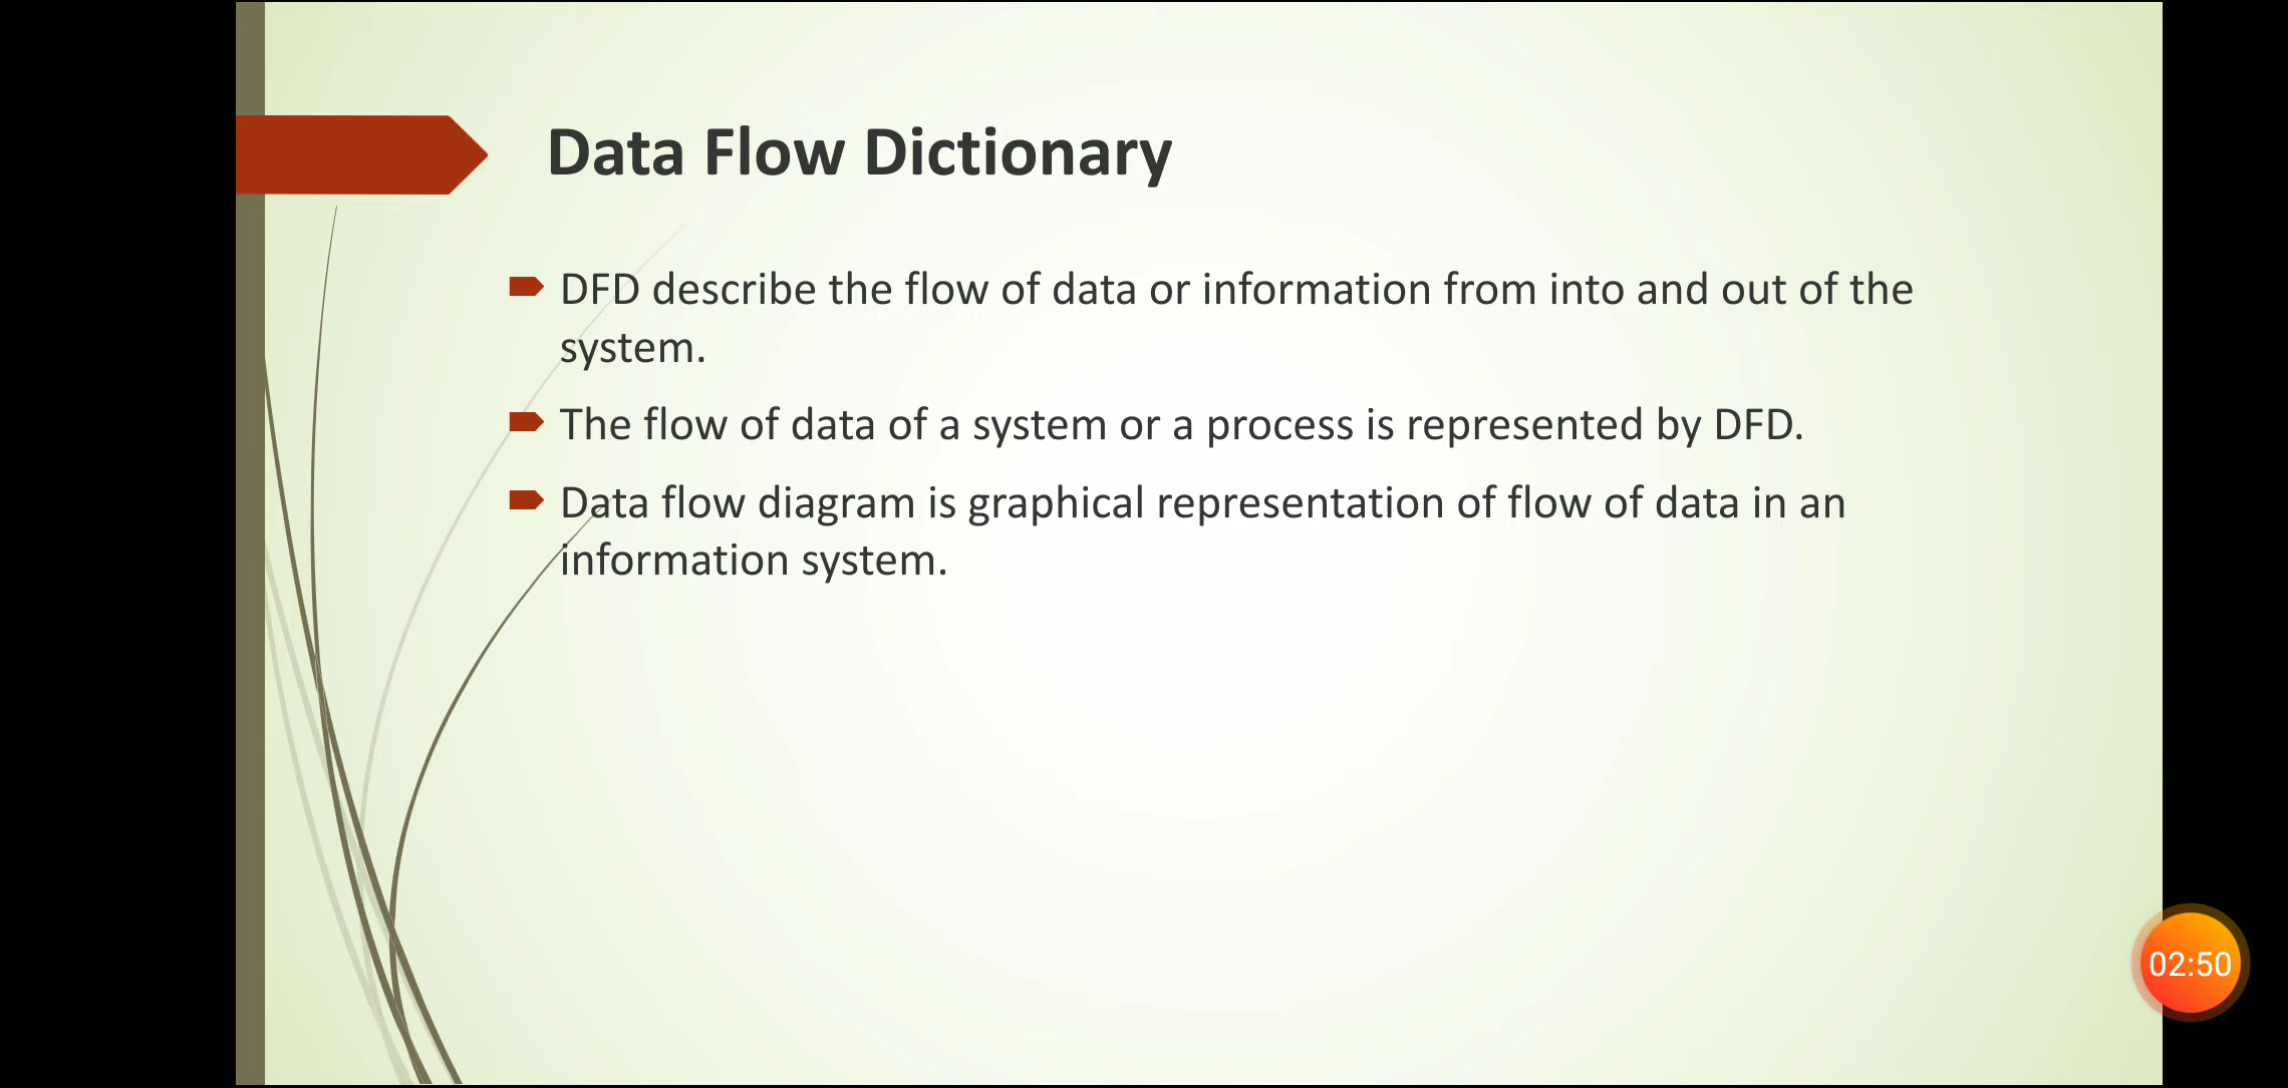 Data Flow Dictionary
DFD describe the flow of data or information from into and out of the
system.
The flow of data of a system or a process is represented by DFD.
Data flow diagram is graphical representation of flow of data in an
information system.
02:50